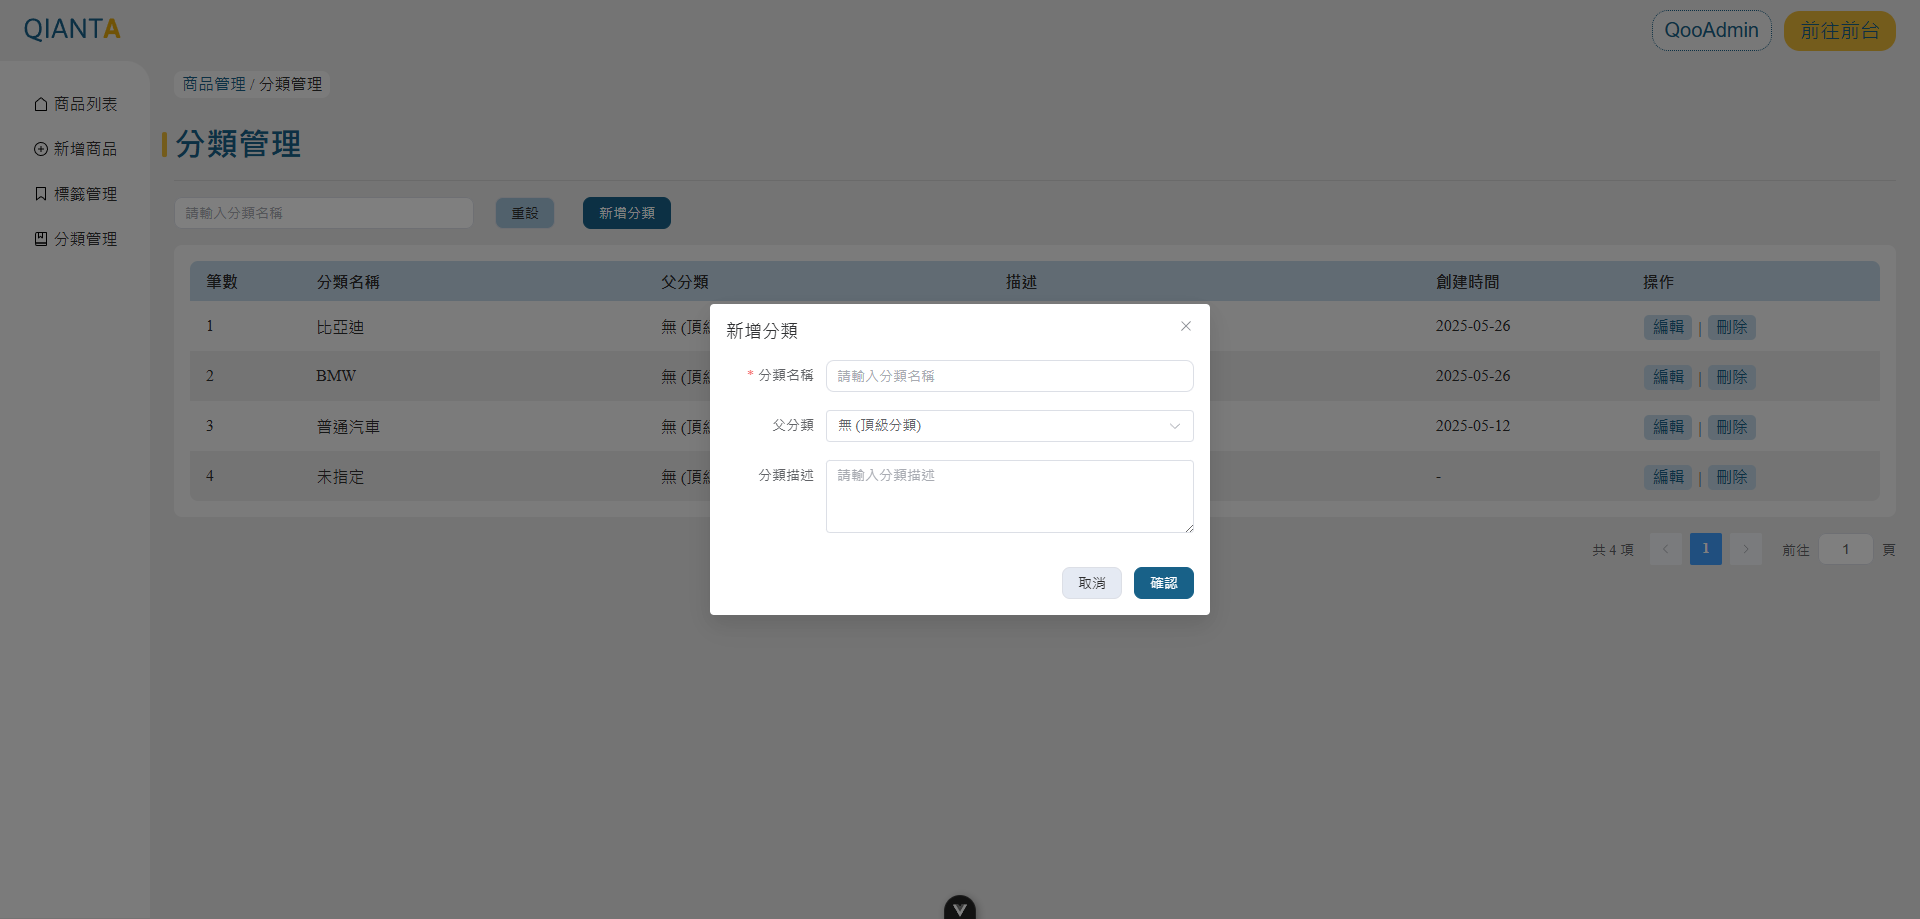 QIANTA
QooAdmin 前往前台
商品列表
新增商品
標籤管理
分類管理
商品管理 / 分類管理
分類管理
請輸入分類名稱 重設 新增分類
筆數 分類名稱 父分類 描述 創建時間 操作
1 比亞迪 無 (頂級 2025-05-26 編輯 | 刪除
2 BMW 無 (頂級 2025-05-26 編輯 | 刪除
3 普通汽車 無 (頂級 2025-05-12 編輯 | 刪除
4 未指定 無 (頂級 - 編輯 | 刪除
共 4 項 1 前往 1 頁
新增分類
* 分類名稱 請輸入分類名稱
父分類 無 (頂級分類)
分類描述 請輸入分類描述
取消 確認